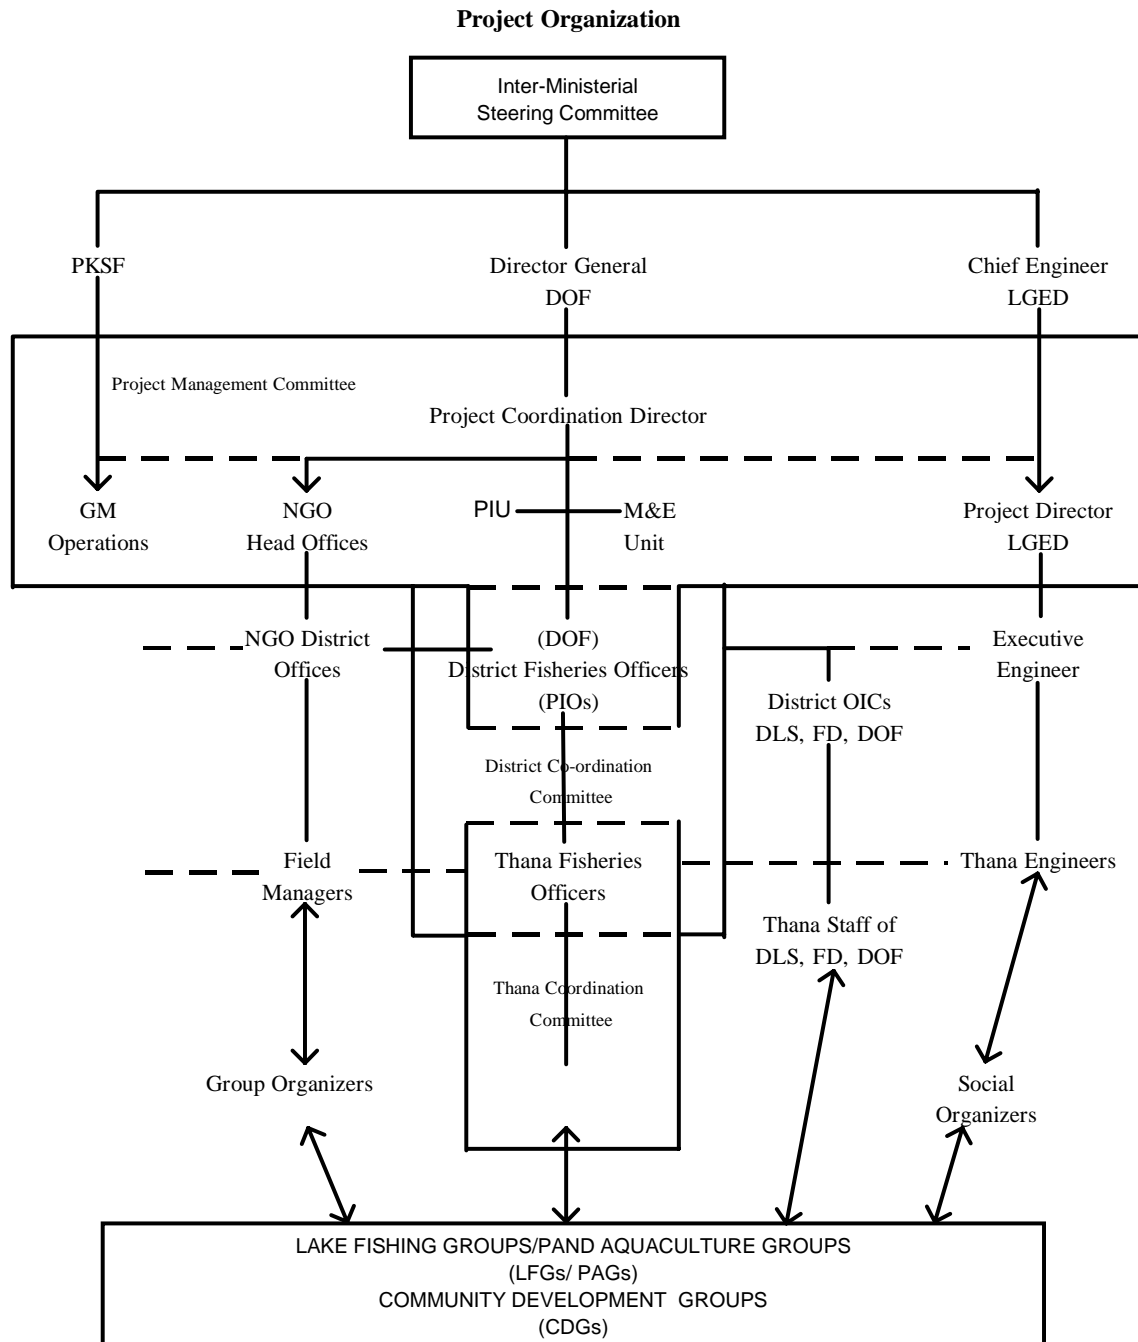 Project Organization
Inter-Ministerial
Steering Committee
PKSF
Director General
DOF
Chief Engineer
LGED
Project Management Committee
Project Coordination Director
GM
Operations
NGO
Head Offices
PIU
M&E
Unit
Project Director
LGED
NGO District
Offices
(DOF)
District Fisheries Officers
(PIOs)
District OICs
DLS, FD, DOF
Executive
Engineer
District Co-ordination
Committee
Field
Managers
Thana Fisheries
Officers
Thana Engineers
Thana Staff of
DLS, FD, DOF
Thana Coordination
Committee
Group Organizers
Social
Organizers
LAKE FISHING GROUPS/PAND AQUACULTURE GROUPS
(LFGs/ PAGs)
COMMUNITY DEVELOPMENT GROUPS
(CDGs)